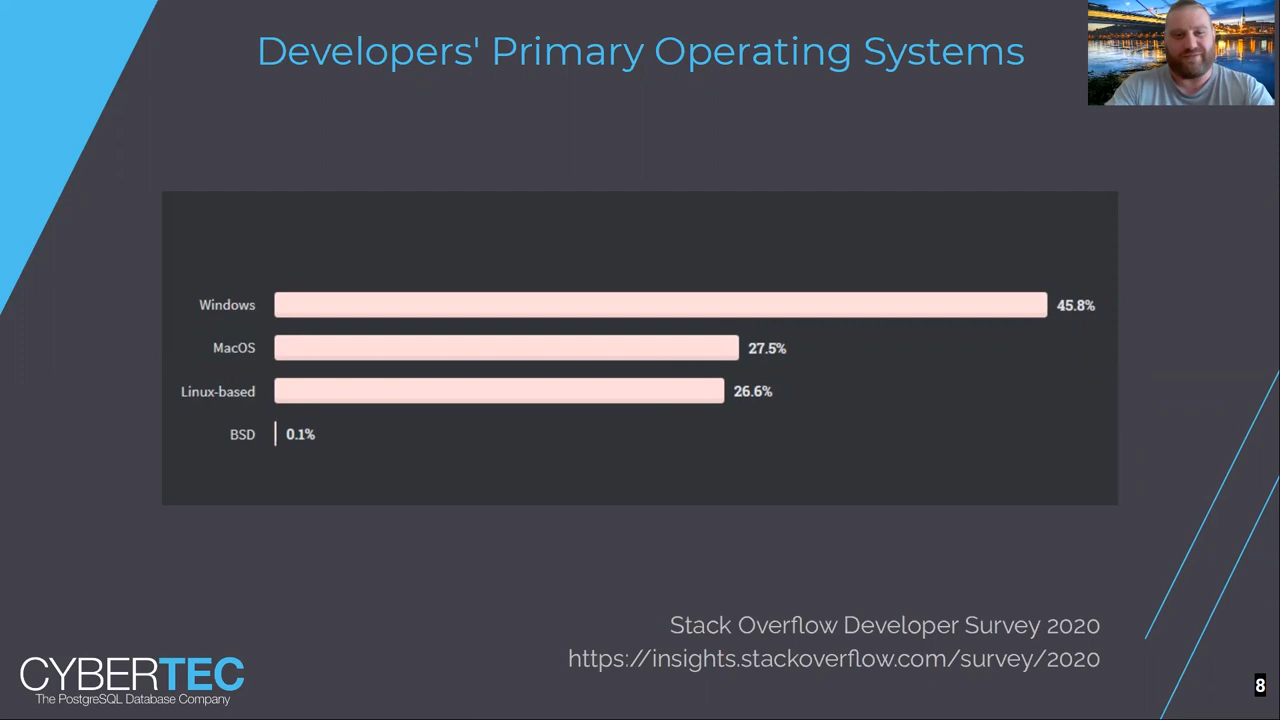 Developers' Primary Operating Systems
Windows 45.8%
MacOS 27.5%
Linux-based 26.6%
BSD 0.1%
Stack Overflow Developer Survey 2020
https://insights.stackoverflow.com/survey/2020
CYBERTEC
The PostgreSQL Database Company
8